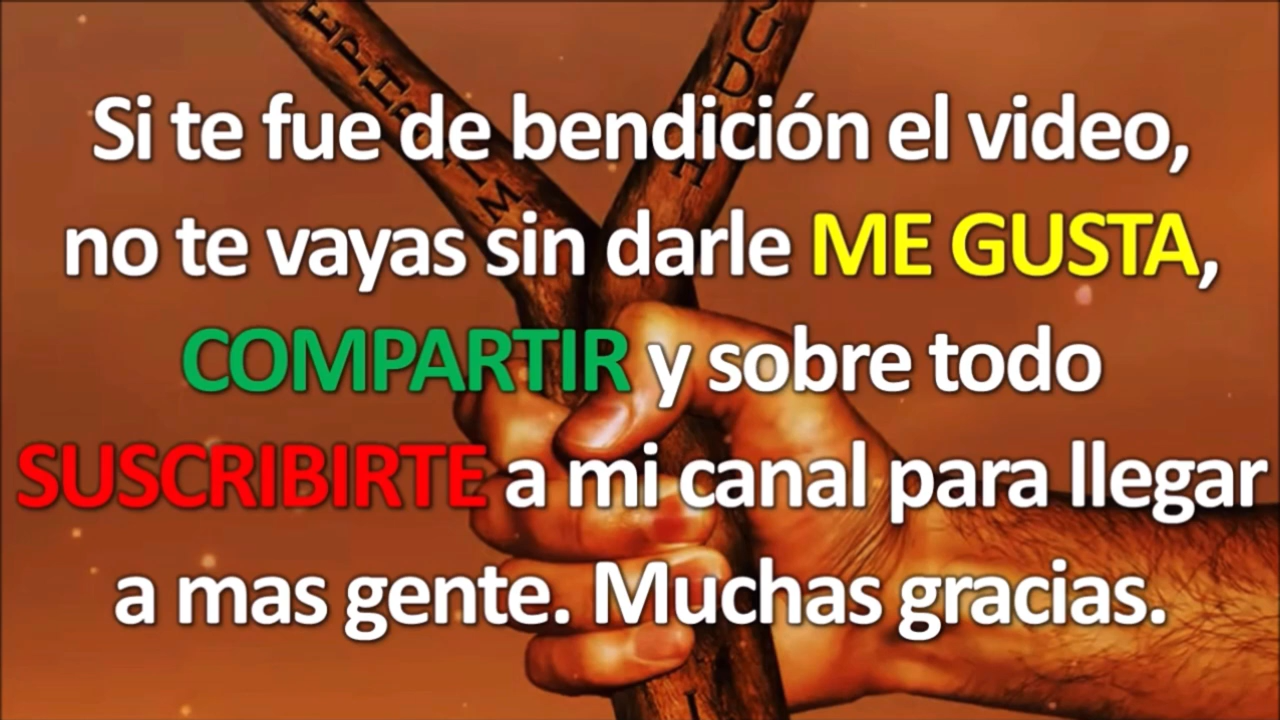 Si te fue de bendición el video,
no te vayas sin darle ME GUSTA,
COMPARTIR y sobre todo
SUSCRIBIRTE a mi canal para llegar
a mas gente. Muchas gracias.